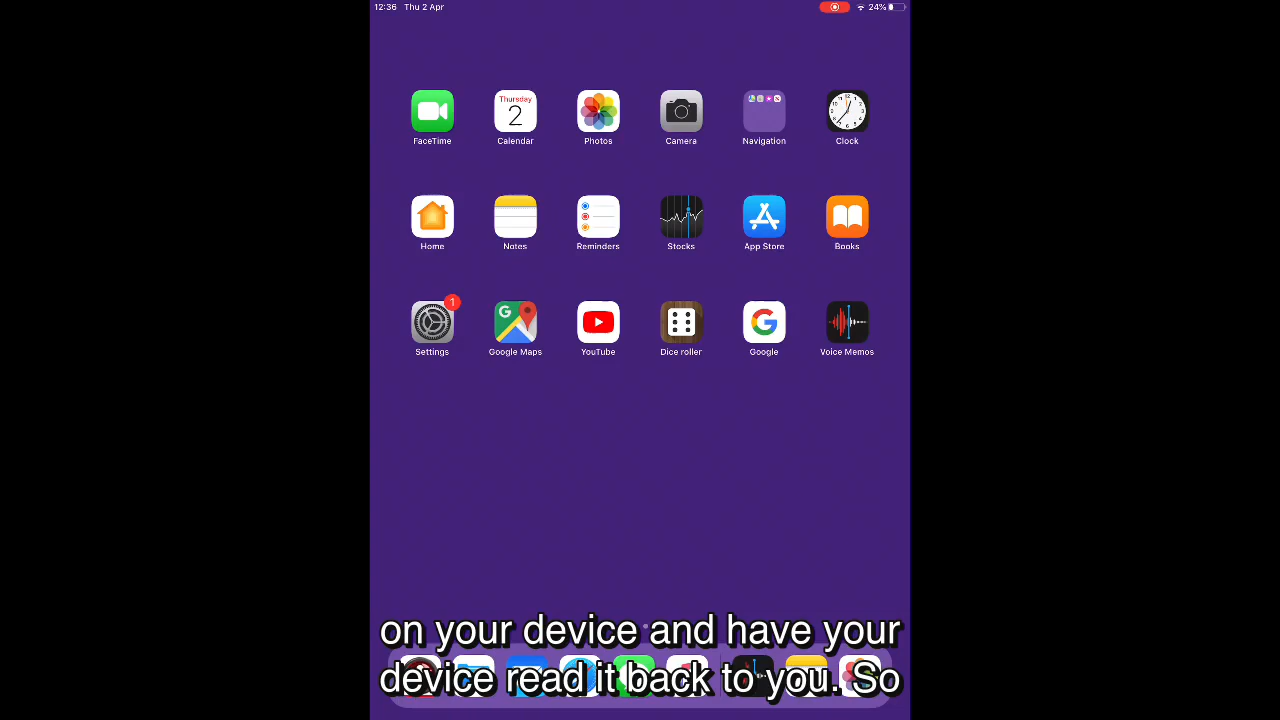 12:36 Thu 2 Apr 24%
Thursday
2
12
FaceTime Calendar Photos Camera Navigation Clock
Home Notes Reminders Stocks App Store Books
1
G
Settings Google Maps YouTube Dice roller Google Voice Memos
on your device and have your
device read it back to you. So